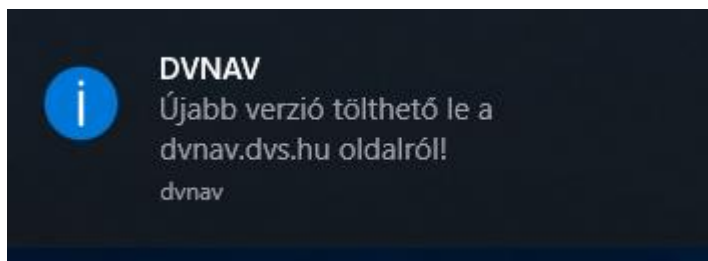 DVNAV
Újabb verzió tölthető le a
dvnav.dvs.hu oldalról!
dvnav